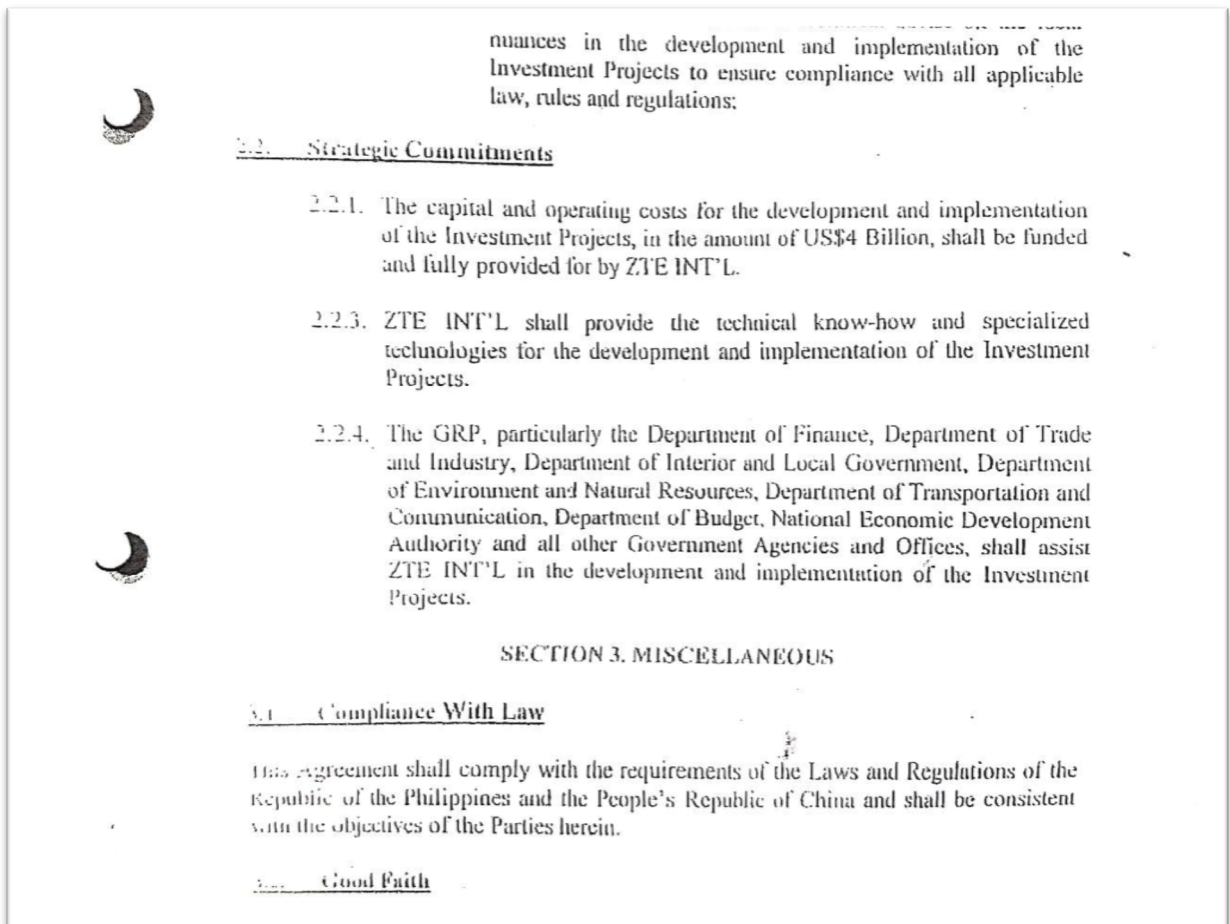 nuances in the development and implementation of the
Investment Projects to ensure compliance with all applicable
law, rules and regulations;
2.2. Strategic Commitments
2.2.1. The capital and operating costs for the development and implementation
of the Investment Projects, in the amount of US$4 Billion, shall be funded
and fully provided for by ZTE INT'L.
2.2.3. ZTE INT'L shall provide the technical know-how and specialized
technologies for the development and implementation of the Investment
Projects.
2.2.4. The GRP, particularly the Department of Finance, Department of Trade
and Industry, Department of Interior and Local Government, Department
of Environment and Natural Resources, Department of Transportation and
Communication, Department of Budget, National Economic Development
Authority and all other Government Agencies and Offices, shall assist
ZTE INT'L in the development and implementation of the Investment
Projects.
SECTION 3. MISCELLANEOUS
3.1 Compliance With Law
This Agreement shall comply with the requirements of the Laws and Regulations of the
Republic of the Philippines and the People's Republic of China and shall be consistent
with the objectives of the Parties herein.
Good Faith